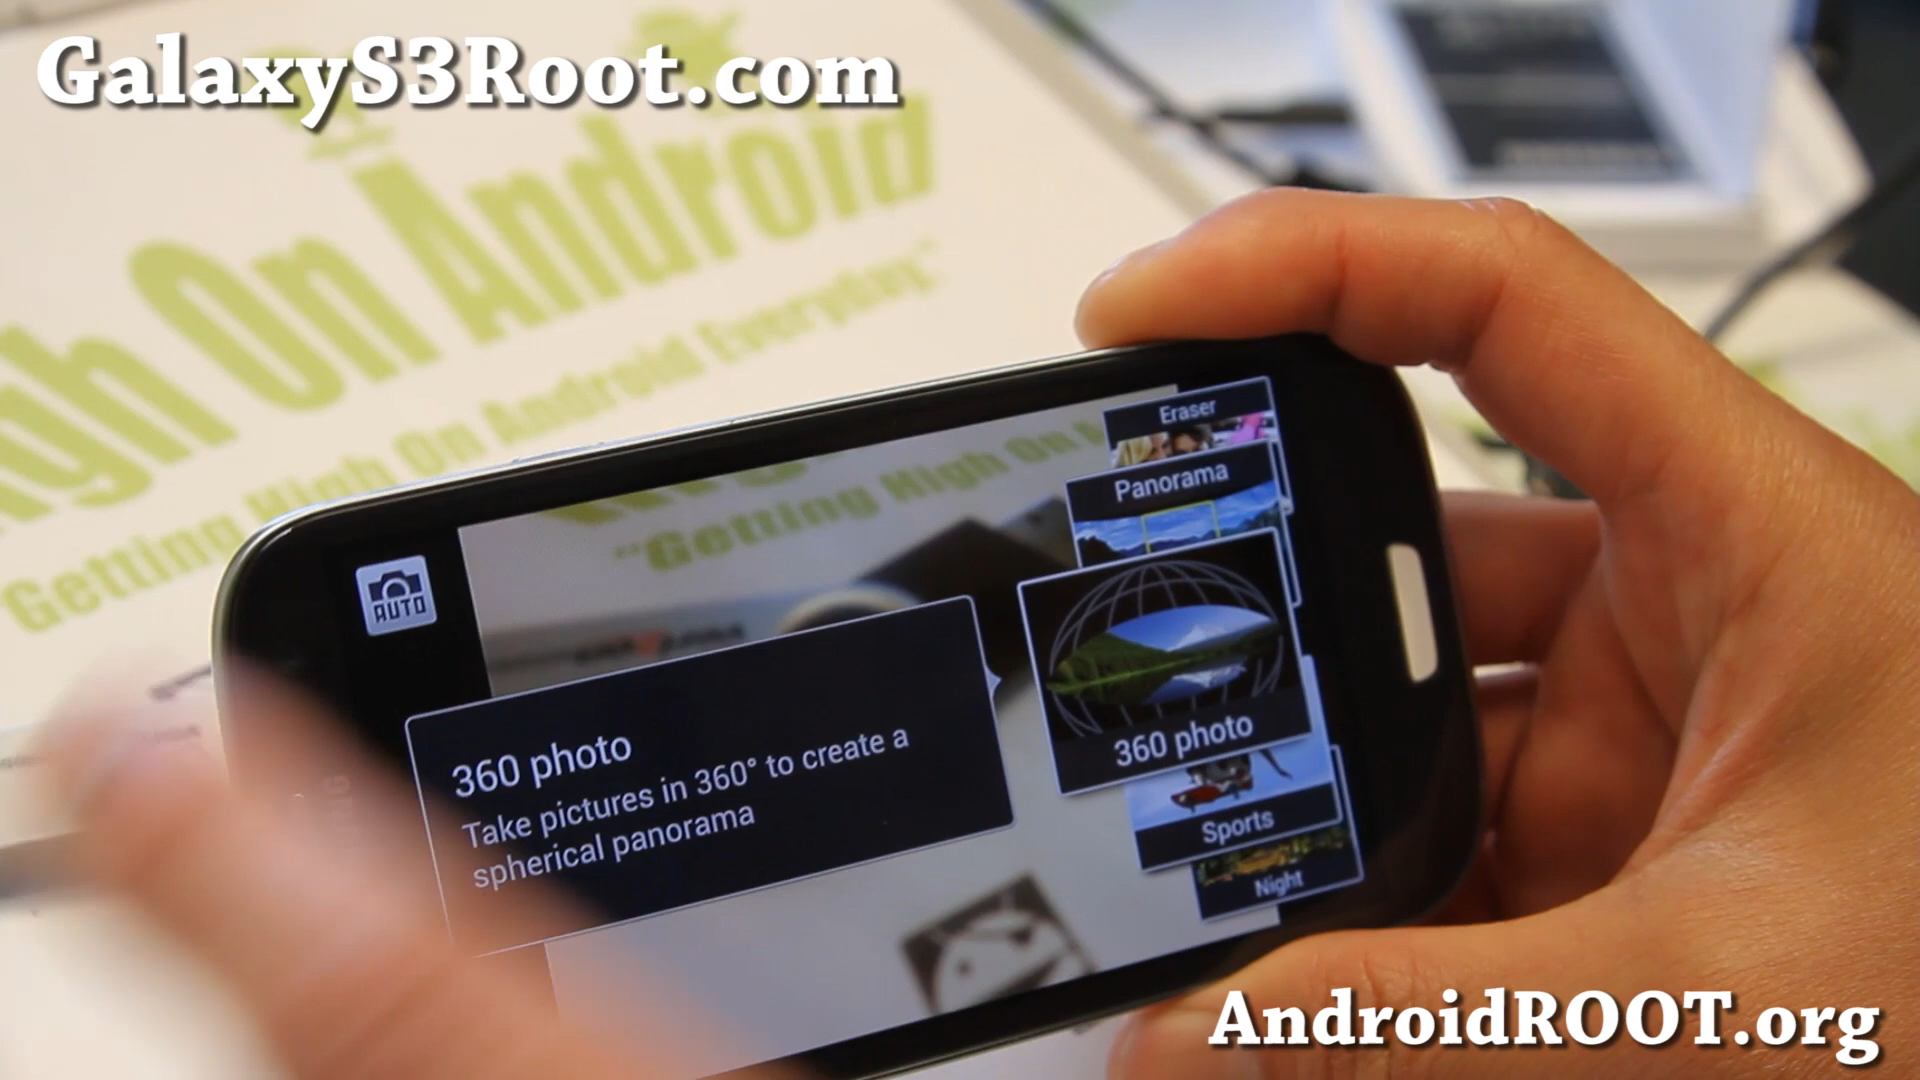 GalaxyS3Root.com
High On Android
"Getting High On Android Everyday."
"Getting High On
AUTO
Eraser
Panorama
360 photo
Sports
Night
360 photo
Take pictures in 360° to create a
spherical panorama
AndroidROOT.org